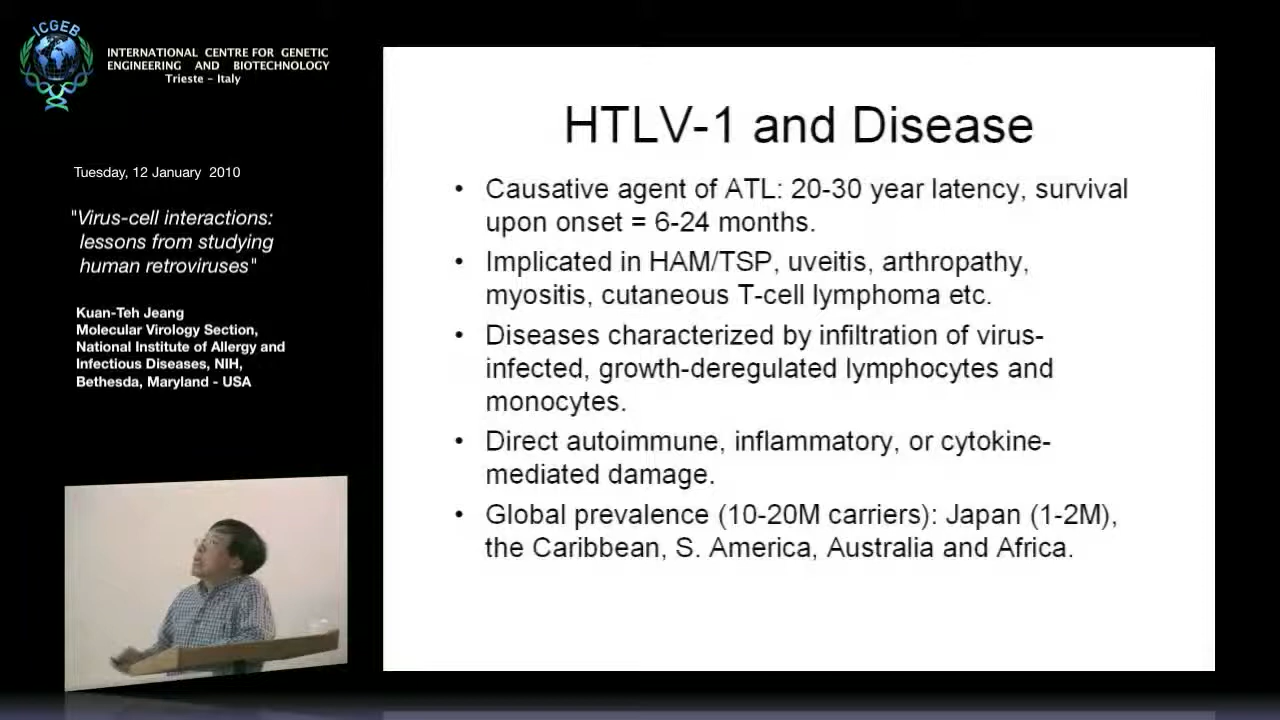 ICGEB
INTERNATIONAL CENTRE FOR GENETIC
ENGINEERING AND BIOTECHNOLOGY
Trieste - Italy
Tuesday, 12 January 2010
"Virus-cell interactions:
lessons from studying
human retroviruses"
Kuan-Teh Jeang
Molecular Virology Section,
National Institute of Allergy and
Infectious Diseases, NIH,
Bethesda, Maryland - USA
HTLV-1 and Disease
• Causative agent of ATL: 20-30 year latency, survival
upon onset = 6-24 months.
• Implicated in HAM/TSP, uveitis, arthropathy,
myositis, cutaneous T-cell lymphoma etc.
• Diseases characterized by infiltration of virus-
infected, growth-deregulated lymphocytes and
monocytes.
• Direct autoimmune, inflammatory, or cytokine-
mediated damage.
• Global prevalence (10-20M carriers): Japan (1-2M),
the Caribbean, S. America, Australia and Africa.